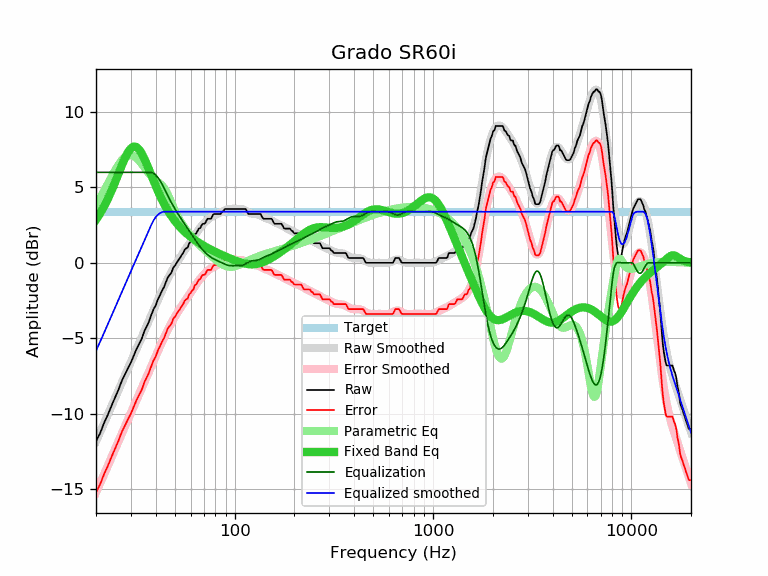 Grado SR60i
Amplitude (dBr)
10
5
0
−5
−10
−15
Target
Raw Smoothed
Error Smoothed
Raw
Error
Parametric Eq
Fixed Band Eq
Equalization
Equalized smoothed
100
1000
10000
Frequency (Hz)